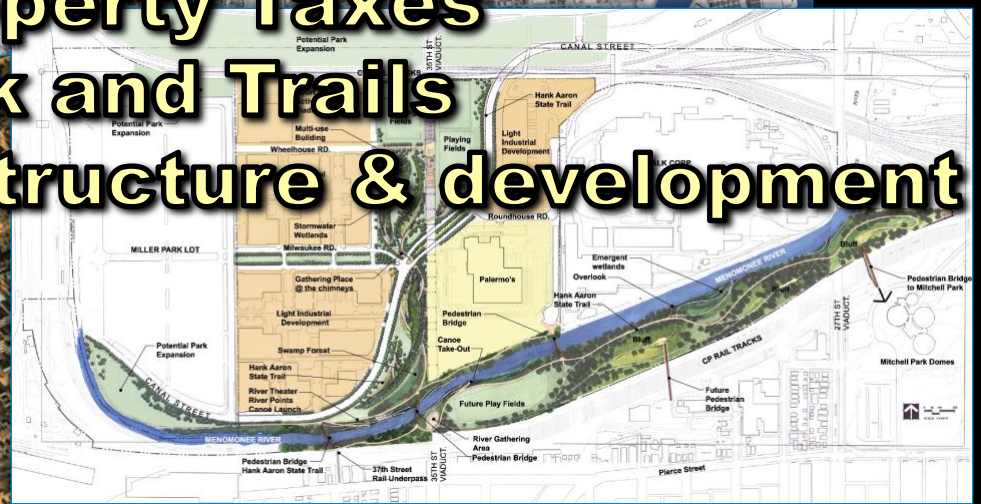 perty Taxes
k and Trails
tructure & development
Potential Park
Expansion
35TH ST
VIADUCT.
CANAL STREET
Hank Aaron
State Trail
Potential Park
Expansion
Multi-use
Building
Fields
Playing
Fields
Light
Industrial
Development
Wheelhouse RD.
RIVER
Roundhouse RD.
Stormwater
Wetlands
MILLER PARK LOT
Milwaukee RD.
Gathering Place
@ the chimneys
Palermo's
Emergent
wetlands
Overlook
MENOMONEE RIVER
Bluff
Pedestrian Bridge
to Mitchell Park
Hank Aaron
State Trail
Bluff
Light Industrial
Development
Pedestrian
Bridge
Canoe
Take-Out
Bluff
27TH ST
VIADUCT.
CP RAIL TRACKS
Mitchell Park Domes
Potential Park
Expansion
Swamp Forest
Hank Aaron
State Trail
River Theater
River Points
Canoe Launch
CANAL STREET
Future Play Fields
Future
Pedestrian
Bridge
MENOMONEE RIVER
River Gathering
Area
Pedestrian Bridge
Pedestrian Bridge
Hank Aaron State Trail
37th Street
Rail Underpass
35TH ST
VIADUCT.
Pierce Street